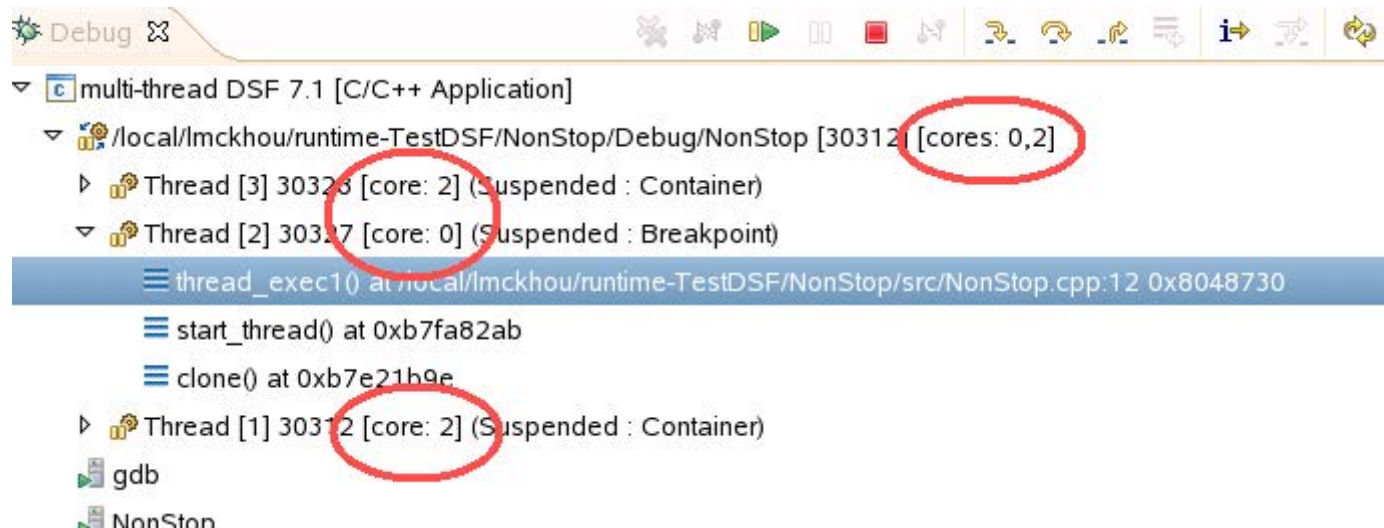 Debug
multi-thread DSF 7.1 [C/C++ Application]
/local/lmckhou/runtime-TestDSF/NonStop/Debug/NonStop [30312] [cores: 0,2]
Thread [3] 30328 [core: 2] (Suspended : Container)
Thread [2] 30327 [core: 0] (Suspended : Breakpoint)
thread_exec1() at /local/lmckhou/runtime-TestDSF/NonStop/src/NonStop.cpp:12 0x8048730
start_thread() at 0xb7fa82ab
clone() at 0xb7e21b9e
Thread [1] 30312 [core: 2] (Suspended : Container)
gdb
NonStop